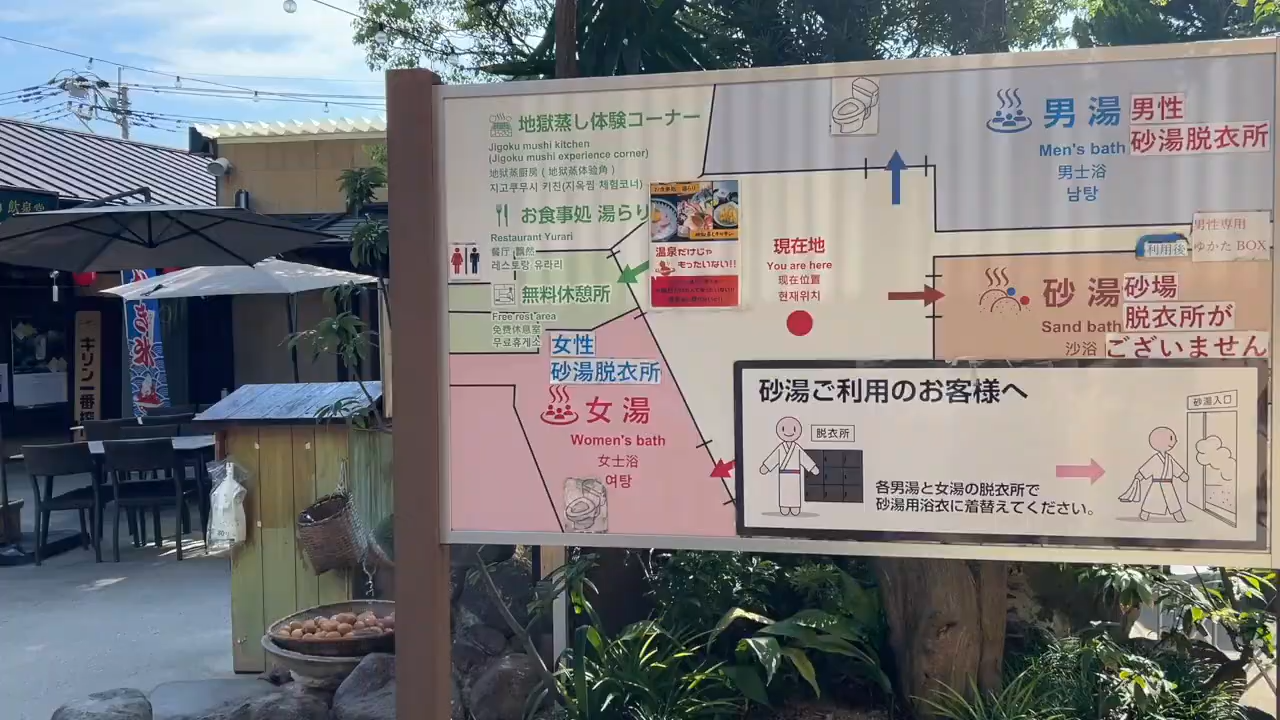 地獄蒸し体験コーナー
Jigoku mushi kitchen
(Jigoku mushi experience corner)
地獄蒸厨房(地獄蒸体验角)
지고쿠무시 키친(지옥찜 체험코너)
お食事処 湯らり
Restaurant Yurari
餐厅 飘然
레스토랑 유라리
無料休憩所
Free rest area
免费休息室
무료휴게소
温泉だけじゃ
もったいない!!
現在地
You are here
现在位置
현재위치
男湯
Men's bath
男士浴
남탕
男性
砂湯脱衣所
男性専用
ゆかた BOX
利用後
砂湯
Sand bath
沙浴
砂場
脱衣所が
ございません
女性
砂湯脱衣所
女湯
Women's bath
女士浴
여탕
砂湯ご利用のお客様へ
脱衣所
砂湯入口
各男湯と女湯の脱衣所で
砂湯用浴衣に着替えてください。
キリン一番搾